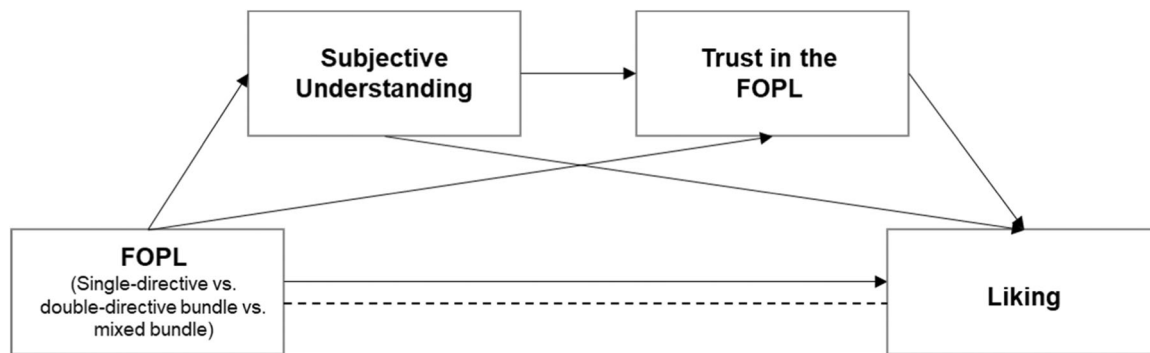 Subjective
Understanding
Trust in the
FOPL
FOPL
(Single-directive vs.
double-directive bundle vs.
mixed bundle)
Liking